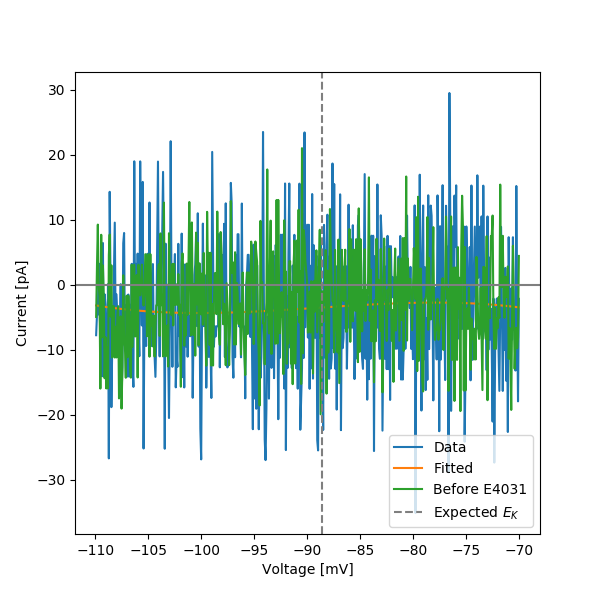 30
20
10
0
−10
−20
−30
Current [pA]
Data
Fitted
Before E4031
Expected $E_K$
−110 −105 −100 −95 −90 −85 −80 −75 −70
Voltage [mV]